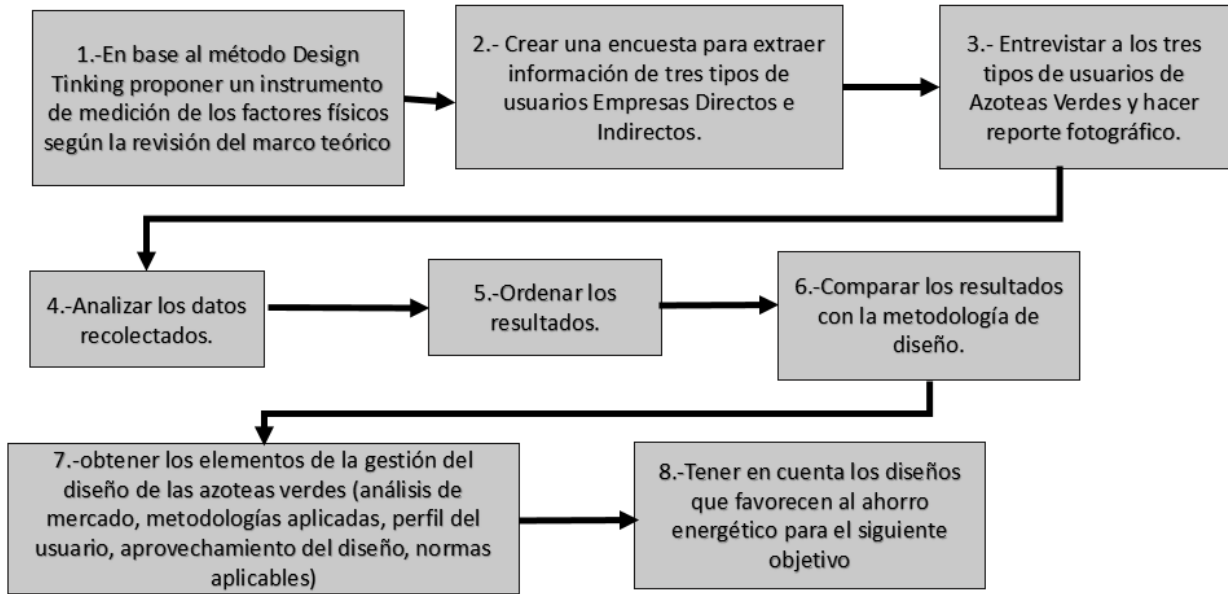 1.-En base al método Design
Tinking proponer un instrumento
de medición de los factores físicos
según la revisión del marco teórico
2.- Crear una encuesta para extraer
información de tres tipos de
usuarios Empresas Directos e
Indirectos.
3.- Entrevistar a los tres
tipos de usuarios de
Azoteas Verdes y hacer
reporte fotográfico.
4.-Analizar los datos
recolectados.
5.-Ordenar los
resultados.
6.-Comparar los resultados
con la metodología de
diseño.
7.-obtener los elementos de la gestión del
diseño de las azoteas verdes (análisis de
mercado, metodologías aplicadas, perfil del
usuario, aprovechamiento del diseño, normas
aplicables)
8.-Tener en cuenta los diseños
que favorecen al ahorro
energético para el siguiente
objetivo